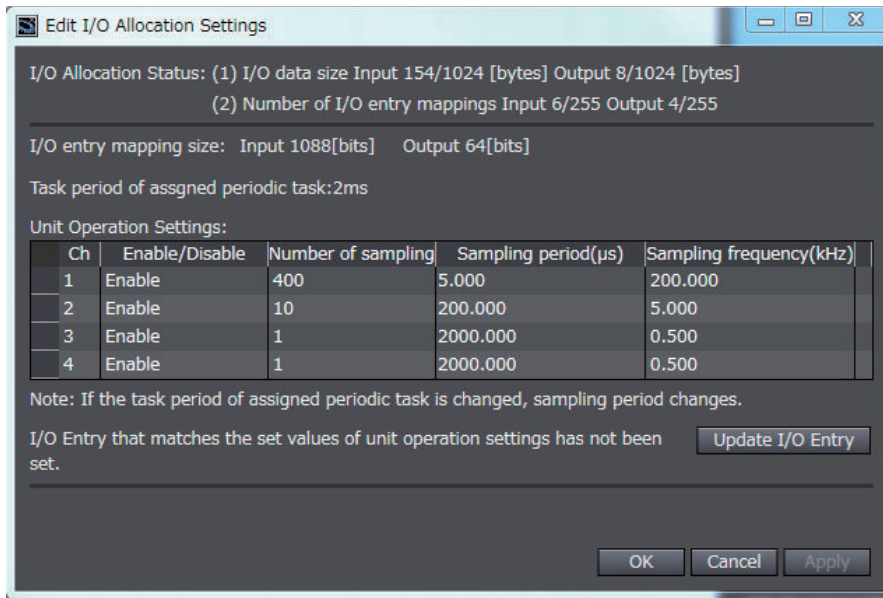 Edit I/O Allocation Settings
I/O Allocation Status: (1) I/O data size Input 154/1024 [bytes] Output 8/1024 [bytes]
(2) Number of I/O entry mappings Input 6/255 Output 4/255
I/O entry mapping size: Input 1088[bits] Output 64[bits]
Task period of assgned periodic task:2ms
Unit Operation Settings:
Ch Enable/Disable Number of sampling Sampling period(µs) Sampling frequency(kHz)
1 Enable 400 5.000 200.000
2 Enable 10 200.000 5.000
3 Enable 1 2000.000 0.500
4 Enable 1 2000.000 0.500
Note: If the task period of assigned periodic task is changed, sampling period changes.
I/O Entry that matches the set values of unit operation settings has not been
set.
Update I/O Entry
OK Cancel Apply